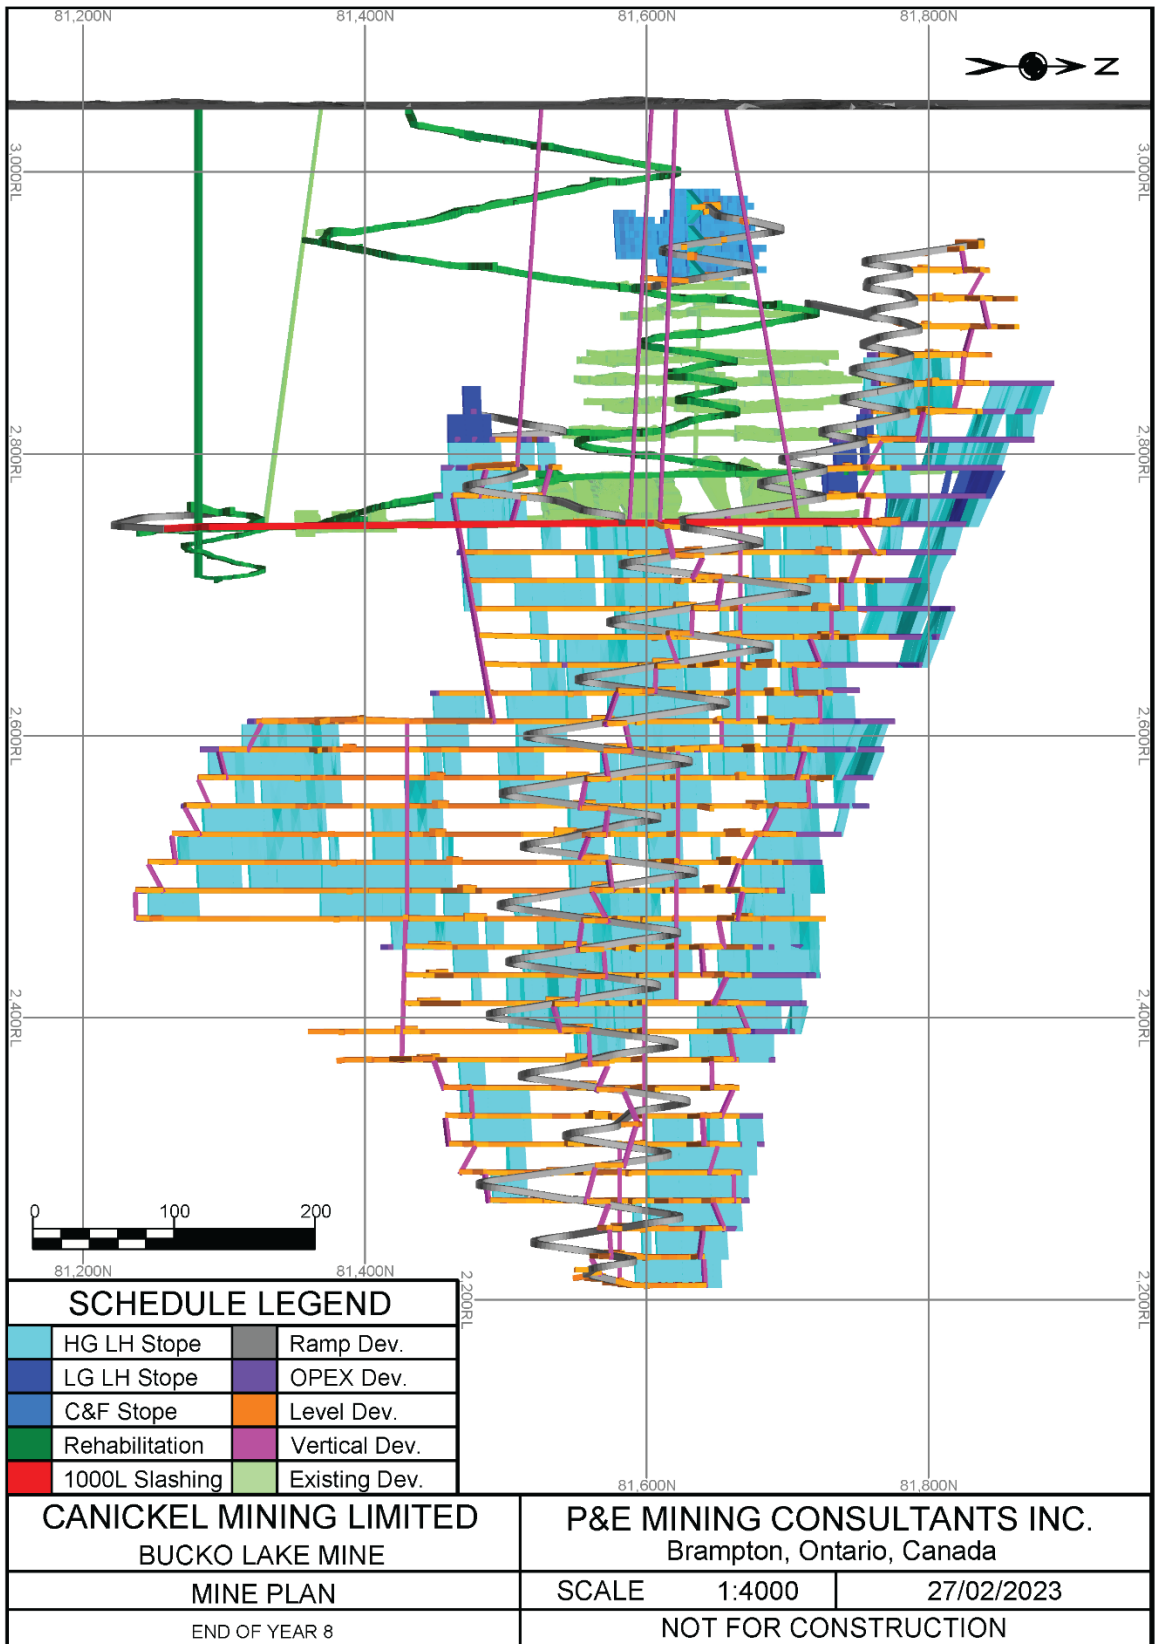 81,200N 81,400N 81,600N 81,800N
N
3,000RL 3,000RL
2,800RL 2,800RL
2,600RL 2,600RL
2,400RL 2,400RL
0 100 200
81,200N 81,400N
2,200RL 2,200RL
SCHEDULE LEGEND
HG LH Stope Ramp Dev.
LG LH Stope OPEX Dev.
C&F Stope Level Dev.
Rehabilitation Vertical Dev.
1000L Slashing Existing Dev.
81,600N 81,800N
CANICKEL MINING LIMITED
BUCKO LAKE MINE
P&E MINING CONSULTANTS INC.
Brampton, Ontario, Canada
MINE PLAN
SCALE 1:4000 27/02/2023
END OF YEAR 8
NOT FOR CONSTRUCTION